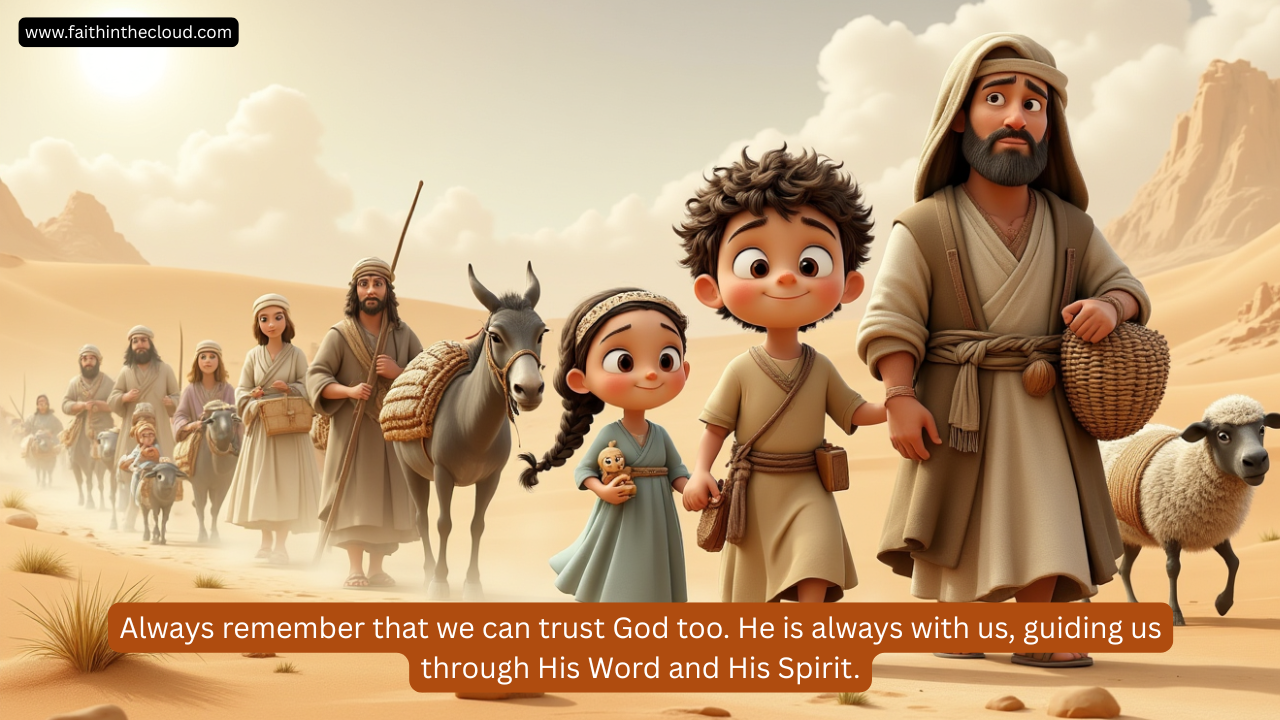 www.faithinthecloud.com
Always remember that we can trust God too. He is always with us, guiding us
through His Word and His Spirit.